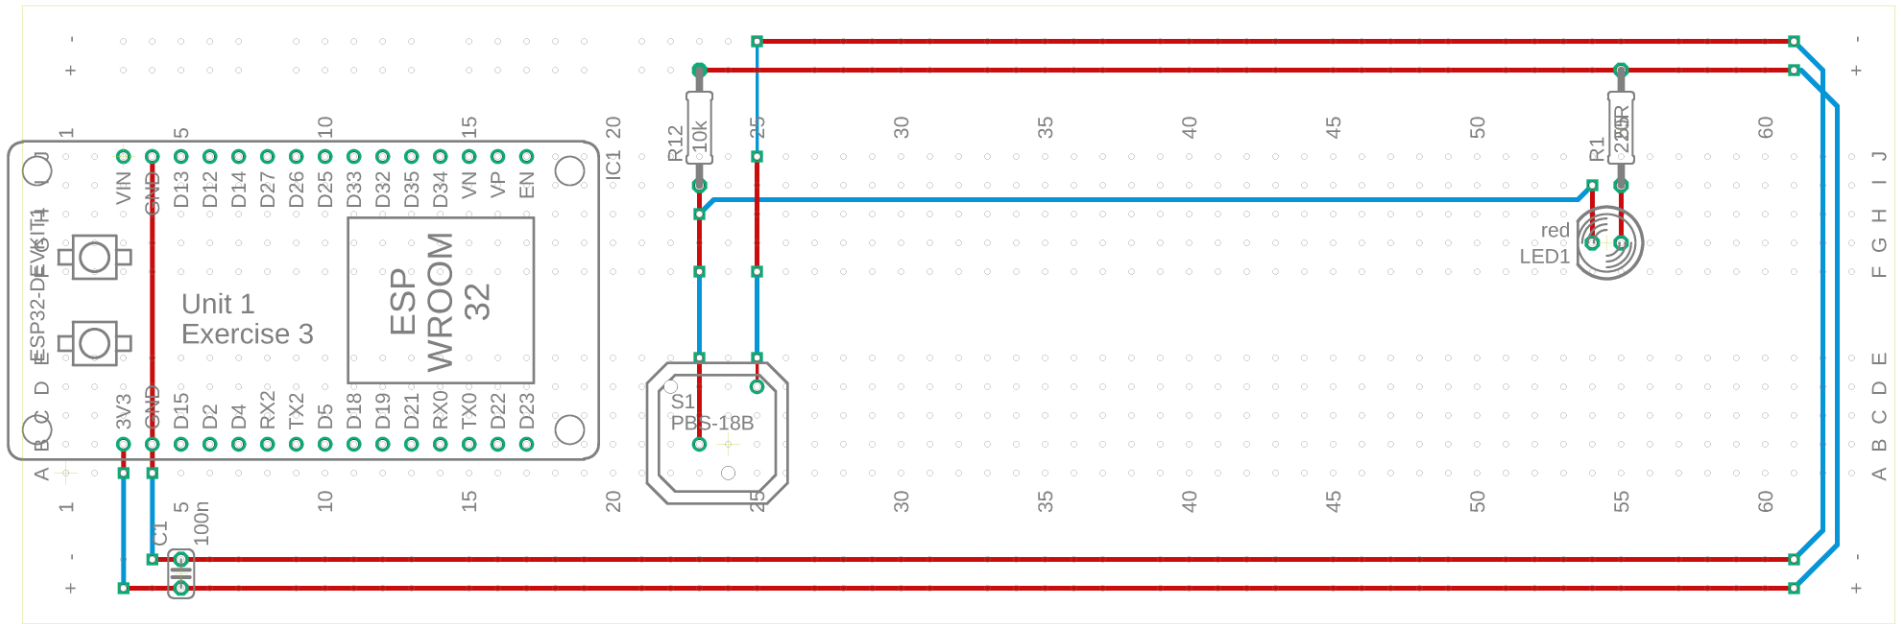 -
+
1
5
10
15
20
25
30
35
40
45
50
55
60
-
+
R12
10k
R1
220R
IC1
J
I
H
G
F
E
D
C
B
A
J
I
H
G
F
E
D
C
B
A
VIN
GND
D13
D12
D14
D27
D26
D25
D33
D32
D35
D34
VN
VP
EN
ESP32-DEVKIT1
Unit 1
Exercise 3
ESP
WROOM
32
red
LED1
3V3
GND
D15
D2
D4
RX2
TX2
D5
D18
D19
D21
RX0
TX0
D22
D23
S1
PBS-18B
1
5
10
15
20
25
30
35
40
45
50
55
60
C1
100n
-
+
-
+